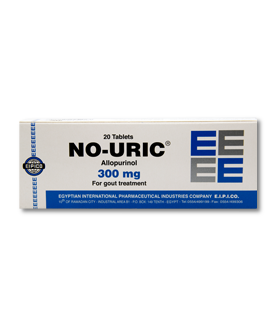 20 Tablets
NO-URIC®
Allopurinol
300 mg
For gout treatment
EIPICO
EGYPTIAN INTERNATIONAL PHARMACEUTICAL INDUSTRIES COMPANY E.I.P.I.CO.